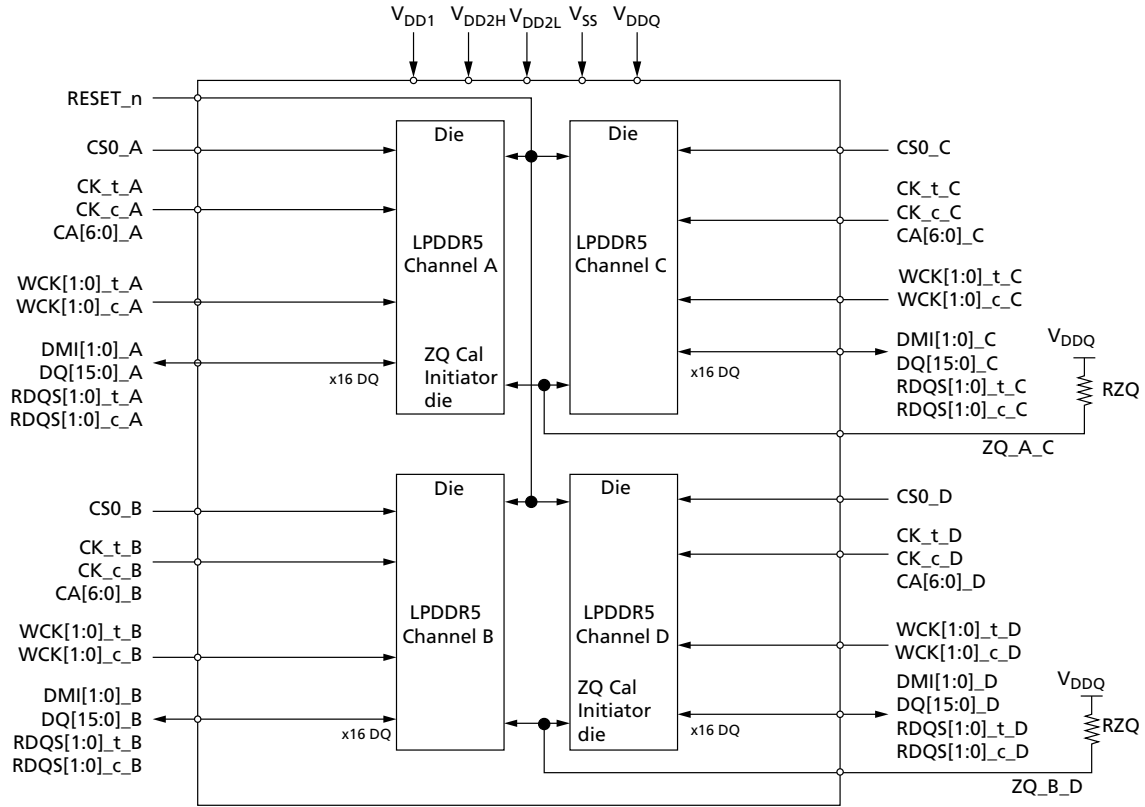 VDD1 VDD2H VDD2L VSS VDDQ
RESET_n
CS0_A
CK_t_A
CK_c_A
CA[6:0]_A
WCK[1:0]_t_A
WCK[1:0]_c_A
DMI[1:0]_A
DQ[15:0]_A
RDQS[1:0]_t_A
RDQS[1:0]_c_A
Die
LPDDR5
Channel A
ZQ Cal
Initiator
die
x16 DQ
Die
LPDDR5
Channel C
x16 DQ
CS0_C
CK_t_C
CK_c_C
CA[6:0]_C
WCK[1:0]_t_C
WCK[1:0]_c_C
DMI[1:0]_C
DQ[15:0]_C
RDQS[1:0]_t_C
RDQS[1:0]_c_C
VDDQ
RZQ
ZQ_A_C
CS0_B
CK_t_B
CK_c_B
CA[6:0]_B
WCK[1:0]_t_B
WCK[1:0]_c_B
DMI[1:0]_B
DQ[15:0]_B
RDQS[1:0]_t_B
RDQS[1:0]_c_B
Die
LPDDR5
Channel B
x16 DQ
Die
LPDDR5
Channel D
ZQ Cal
Initiator
die
x16 DQ
CS0_D
CK_t_D
CK_c_D
CA[6:0]_D
WCK[1:0]_t_D
WCK[1:0]_c_D
DMI[1:0]_D
DQ[15:0]_D
RDQS[1:0]_t_D
RDQS[1:0]_c_D
VDDQ
RZQ
ZQ_B_D